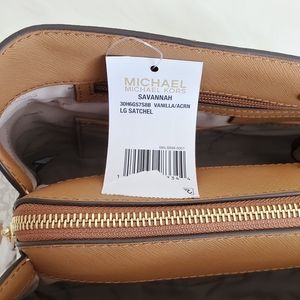 MICHAEL
MICHAEL KORS
SAVANNAH
30H6GS7S8B VANILLA/ACRN
LG SATCHEL